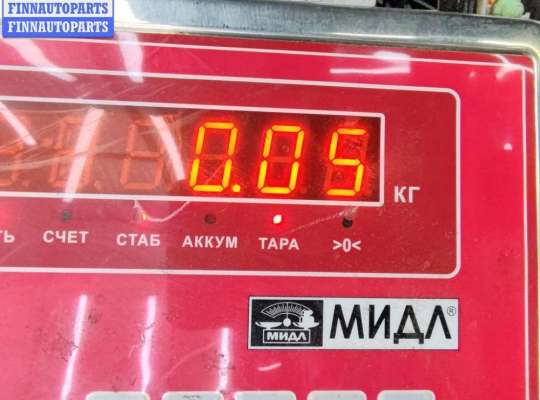 FINNAUTOPARTS
FINNAUTOPARTS
0.05
КГ
СЧЕТ СТАБ АККУМ ТАРА >0<
МИДЛ МИДЛ®